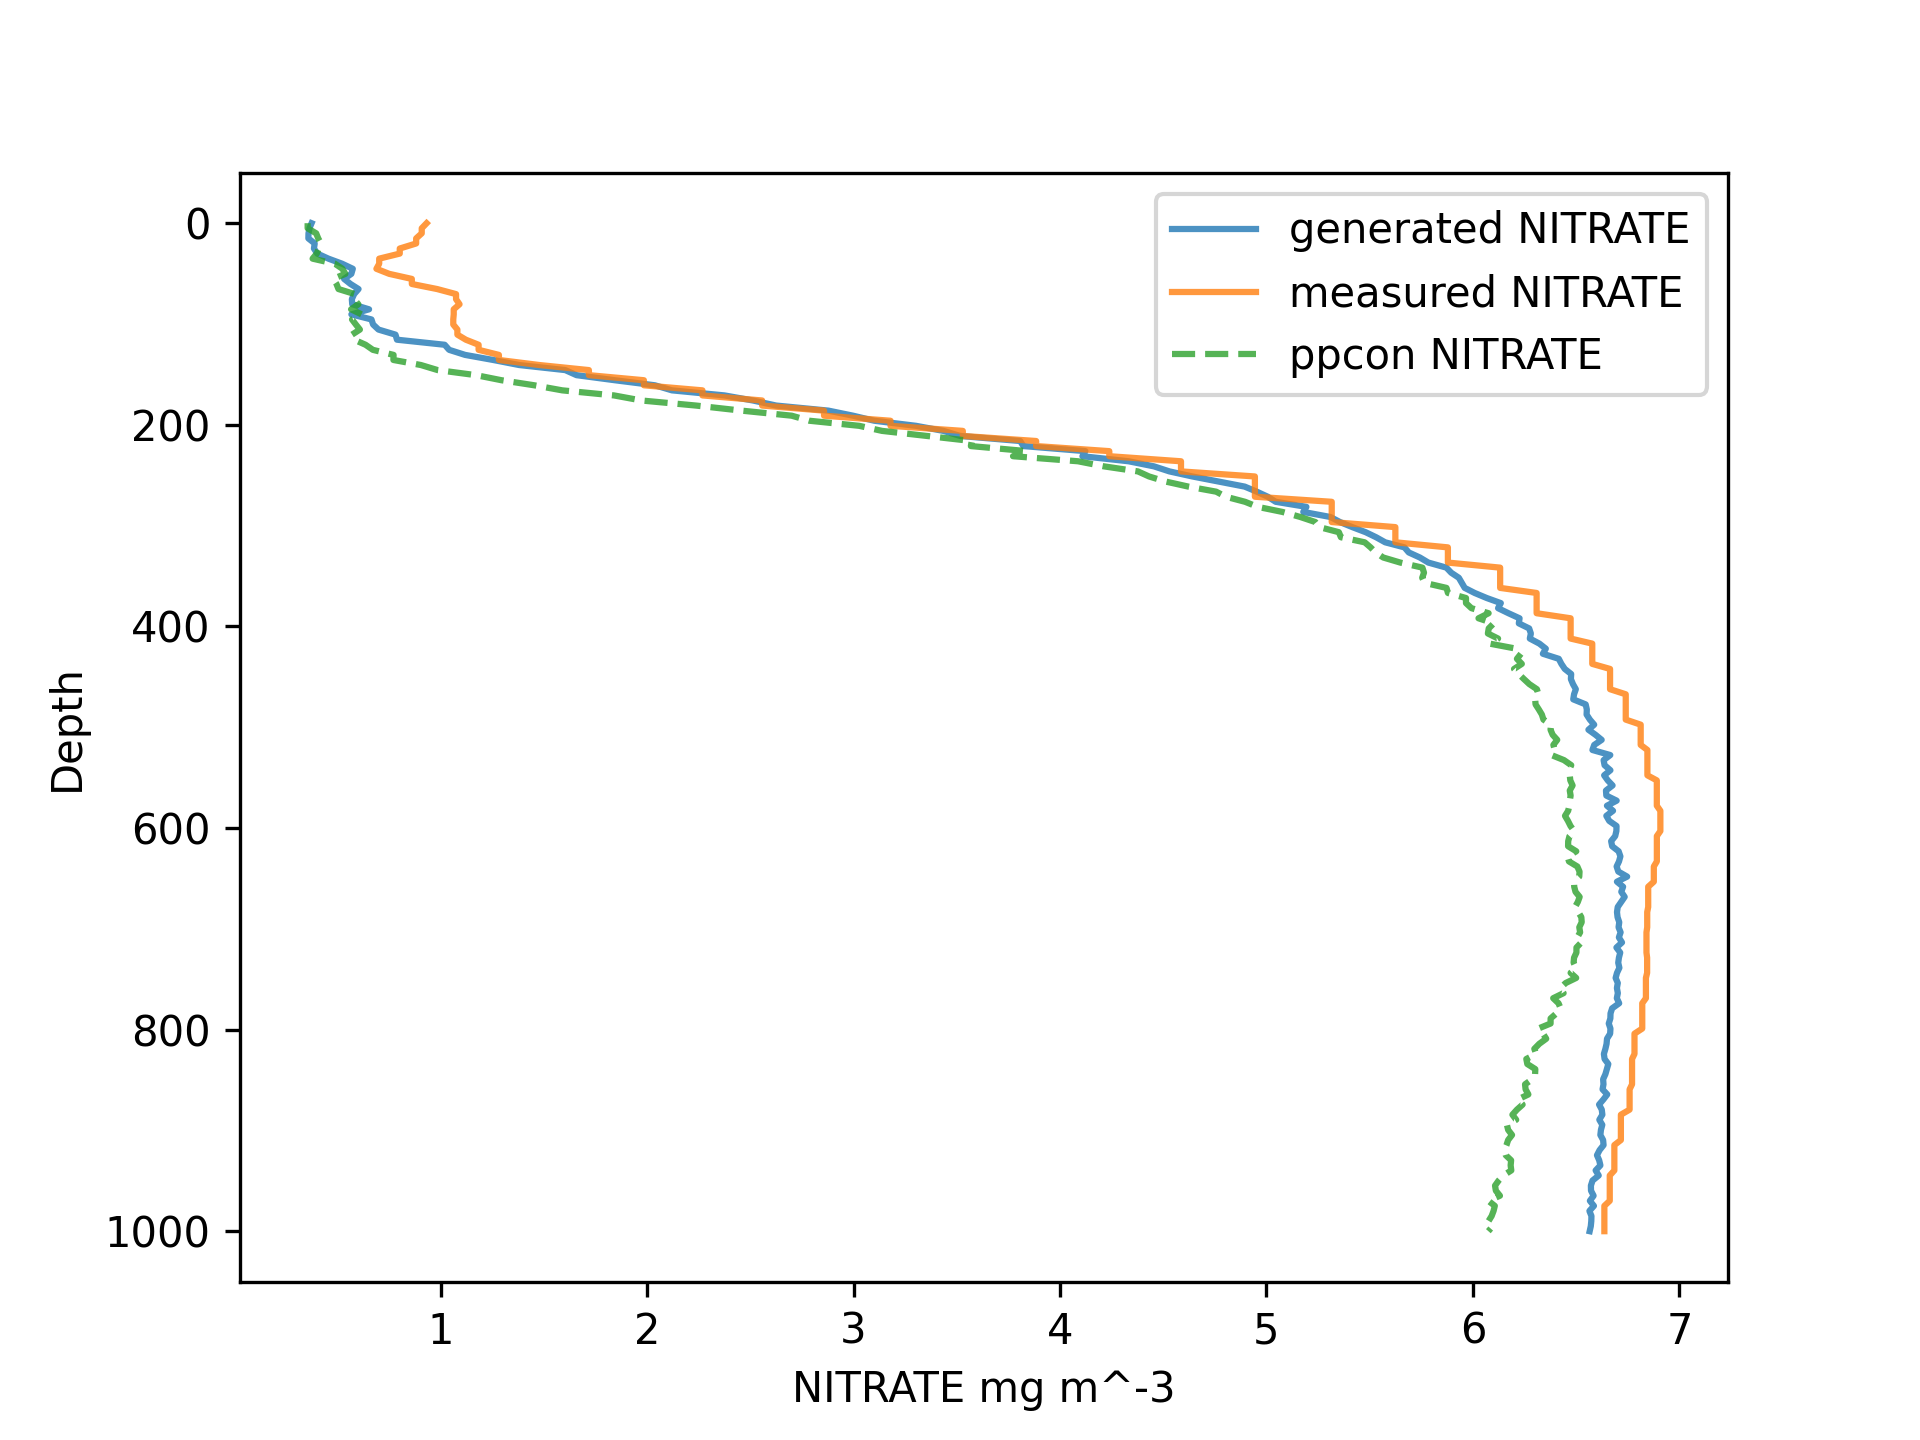 generated NITRATE
measured NITRATE
ppcon NITRATE
0
200
400
600
800
1000
Depth
1 2 3 4 5 6 7
NITRATE mg m^-3